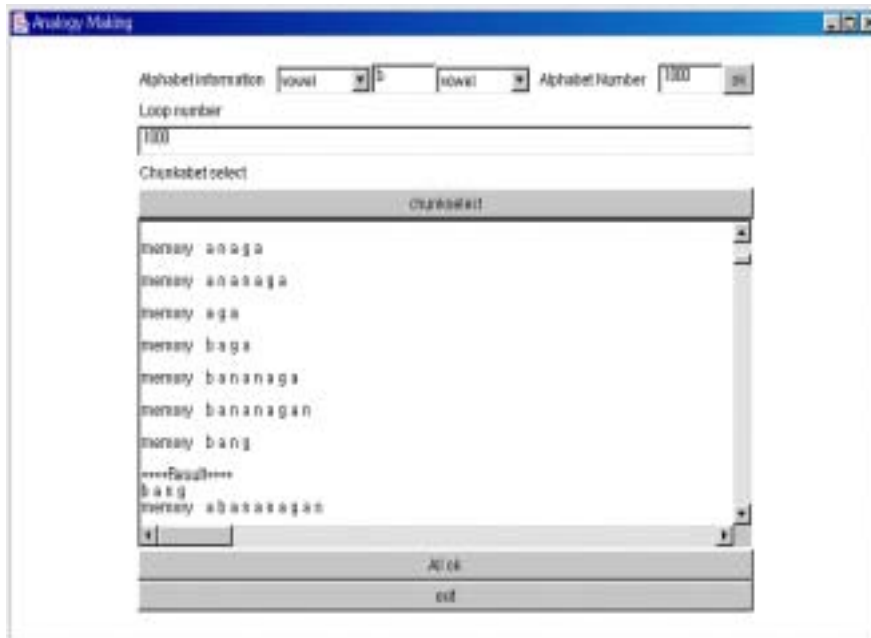 Analogy Making
Alphabet information vowel b vowel Alphabet Number 1000 ok
Loop number
1000
Chunkabet select
chunkselect
memory a n a g a
memory a n a n a g a
memory a g a
memory b a g a
memory b a n a n a g a
memory b a n a n a g a n
memory b a n g
****Result****
b a n g
memory a b a n a n a g a n
All ok
exit